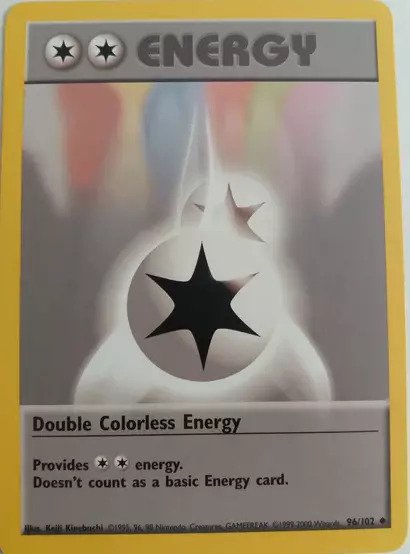 ENERGY
Double Colorless Energy
Provides energy.
Doesn't count as a basic Energy card.
Illus. Keiji Kinebuchi ©1995, 96, 98 Nintendo, Creatures, GAMEFREAK. ©1999-2000 Wizards. 96/102